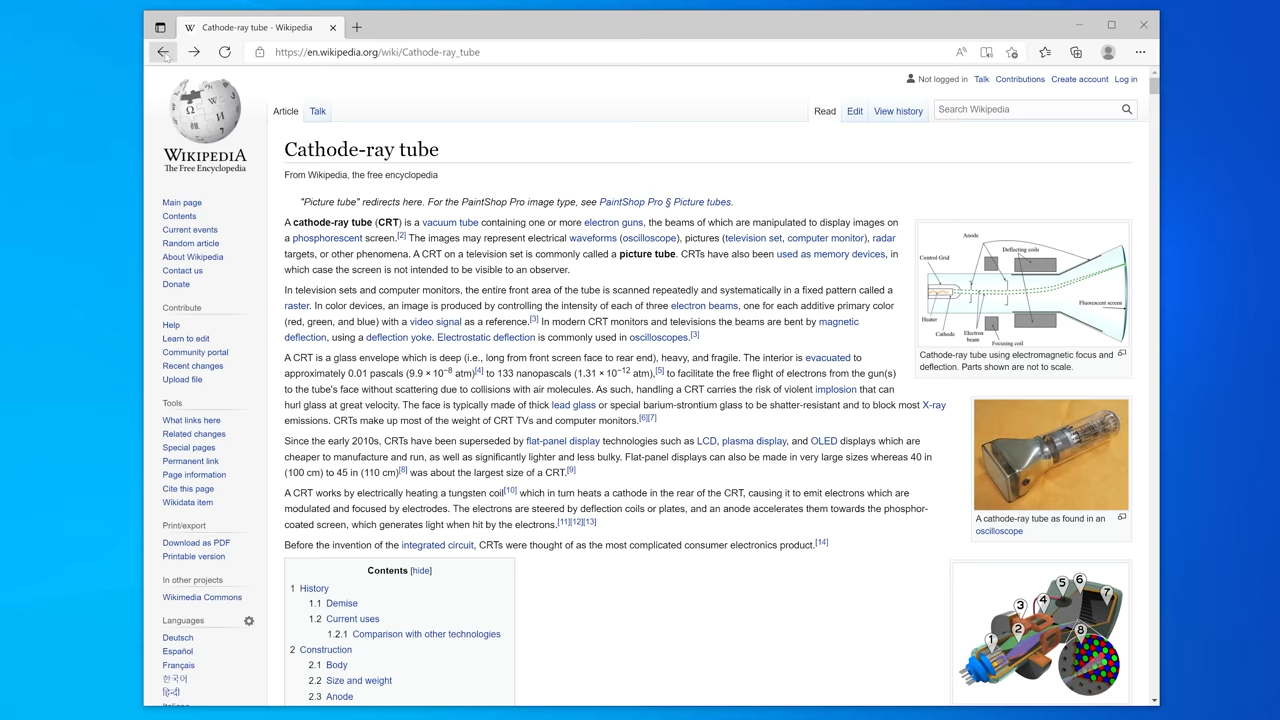 Cathode-ray tube - Wikipedia
https://en.wikipedia.org/wiki/Cathode-ray_tube
Not logged in Talk Contributions Create account Log in
Article Talk Read Edit View history Search Wikipedia
WIKIPEDIA
The Free Encyclopedia
Main page
Contents
Current events
Random article
About Wikipedia
Contact us
Donate
Contribute
Help
Learn to edit
Community portal
Recent changes
Upload file
Tools
What links here
Related changes
Special pages
Permanent link
Page information
Cite this page
Wikidata item
Print/export
Download as PDF
Printable version
In other projects
Wikimedia Commons
Languages
Deutsch
Español
Français
한국어
हिन्दी
Cathode-ray tube
From Wikipedia, the free encyclopedia
"Picture tube" redirects here. For the PaintShop Pro image type, see PaintShop Pro § Picture tubes.
A cathode-ray tube (CRT) is a vacuum tube containing one or more electron guns, the beams of which are manipulated to display images on
a phosphorescent screen.[2] The images may represent electrical waveforms (oscilloscope), pictures (television set, computer monitor), radar
targets, or other phenomena. A CRT on a television set is commonly called a picture tube. CRTs have also been used as memory devices, in
which case the screen is not intended to be visible to an observer.
In television sets and computer monitors, the entire front area of the tube is scanned repeatedly and systematically in a fixed pattern called a
raster. In color devices, an image is produced by controlling the intensity of each of three electron beams, one for each additive primary color
(red, green, and blue) with a video signal as a reference.[3] In modern CRT monitors and televisions the beams are bent by magnetic
deflection, using a deflection yoke. Electrostatic deflection is commonly used in oscilloscopes.[3]
A CRT is a glass envelope which is deep (i.e., long from front screen face to rear end), heavy, and fragile. The interior is evacuated to
approximately 0.01 pascals (9.9 × 10−8 atm)[4] to 133 nanopascals (1.31 × 10−12 atm),[5] to facilitate the free flight of electrons from the gun(s)
to the tube's face without scattering due to collisions with air molecules. As such, handling a CRT carries the risk of violent implosion that can
hurl glass at great velocity. The face is typically made of thick lead glass or special barium-strontium glass to be shatter-resistant and to block most X-ray
emissions. CRTs make up most of the weight of CRT TVs and computer monitors.[6][7]
Since the early 2010s, CRTs have been superseded by flat-panel display technologies such as LCD, plasma display, and OLED displays which are
cheaper to manufacture and run, as well as significantly lighter and less bulky. Flat-panel displays can also be made in very large sizes whereas 40 in
(100 cm) to 45 in (110 cm)[8] was about the largest size of a CRT.[9]
A CRT works by electrically heating a tungsten coil[10] which in turn heats a cathode in the rear of the CRT, causing it to emit electrons which are
modulated and focused by electrodes. The electrons are steered by deflection coils or plates, and an anode accelerates them towards the phosphor-
coated screen, which generates light when hit by the electrons.[11][12][13]
Before the invention of the integrated circuit, CRTs were thought of as the most complicated consumer electronics product.[14]
Contents [hide]
1 History
1.1 Demise
1.2 Current uses
1.2.1 Comparison with other technologies
2 Construction
2.1 Body
2.2 Size and weight
2.3 Anode
Anode
Control Grid
Deflecting coils
Fluorescent screen
Heater
Cathode
Electron
beam
Focusing coil
Cathode-ray tube using electromagnetic focus and
deflection. Parts shown are not to scale.
A cathode-ray tube as found in an
oscilloscope
1
2
3
4
5
6
7
8